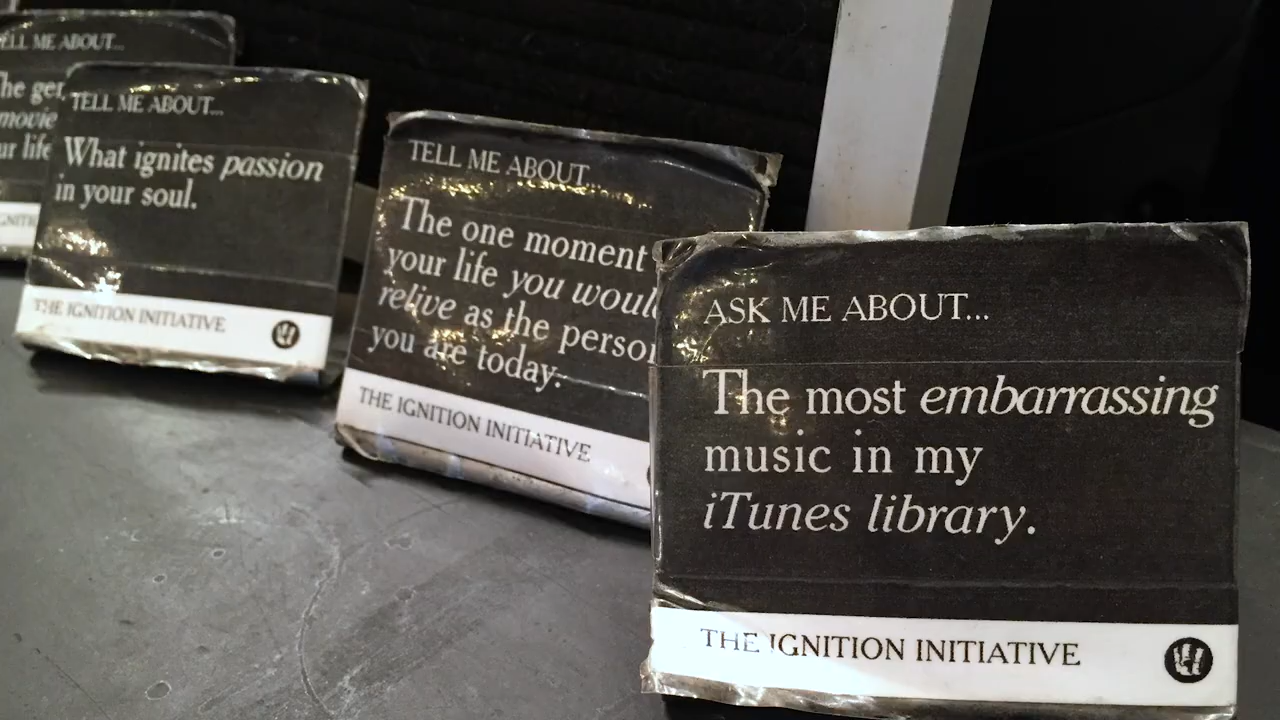 TELL ME ABOUT...
The
movie
life
TELL ME ABOUT...
What ignites passion
in your soul.
THE IGNITION INITIATIVE
TELL ME ABOUT...
The one moment
your life you would
relive as the person
you are today.
THE IGNITION INITIATIVE
ASK ME ABOUT...
The most embarrassing
music in my
iTunes library.
THE IGNITION INITIATIVE